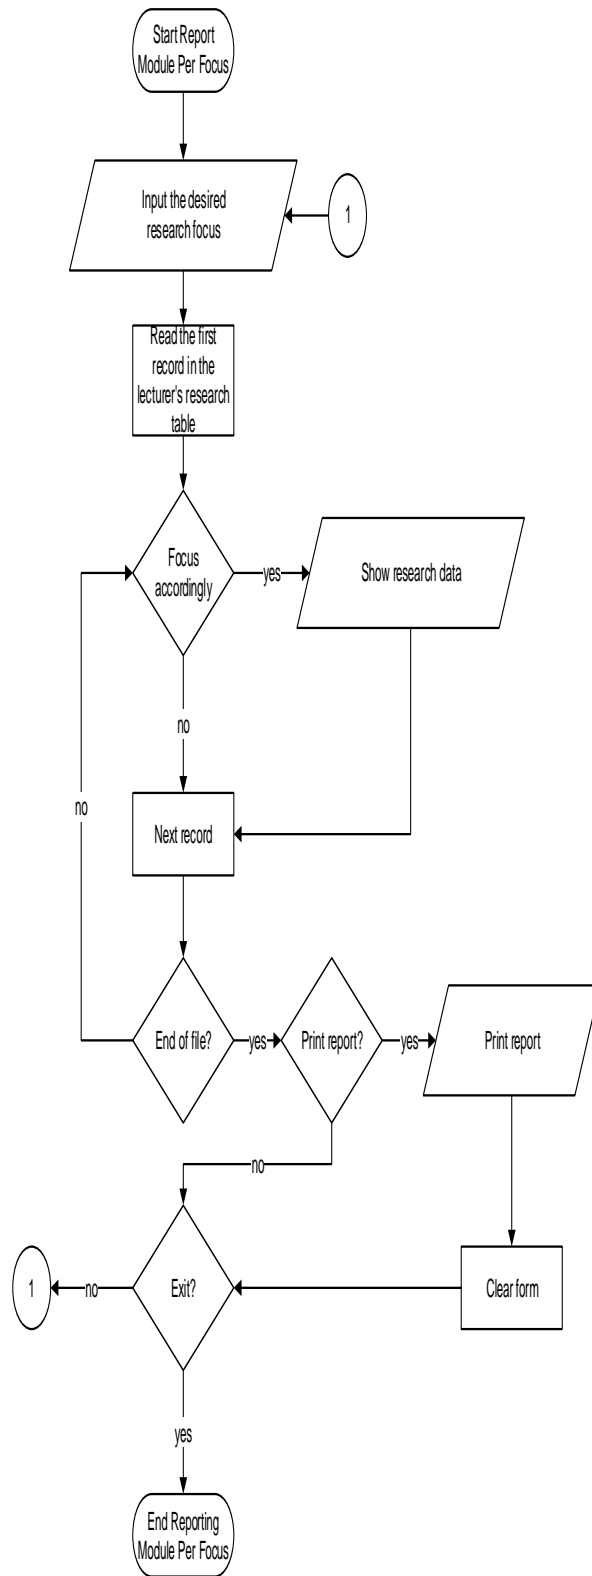 Start Report
Module Per Focus
Input the desired
research focus
1
Read the first
record in the
lecturer's research
table
Focus
accordingly
yes
Show research data
no
no
Next record
End of file?
yes
Print report?
yes
Print report
no
1
no
Exit?
Clear form
yes
End Reporting
Module Per Focus